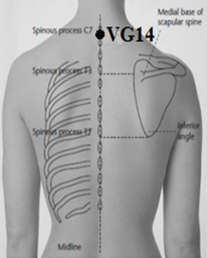 Medial base of
scapular spine
Spinous process C7
VG14
Spinous process T3
Spinous process T7
Inferior
angle
Midline